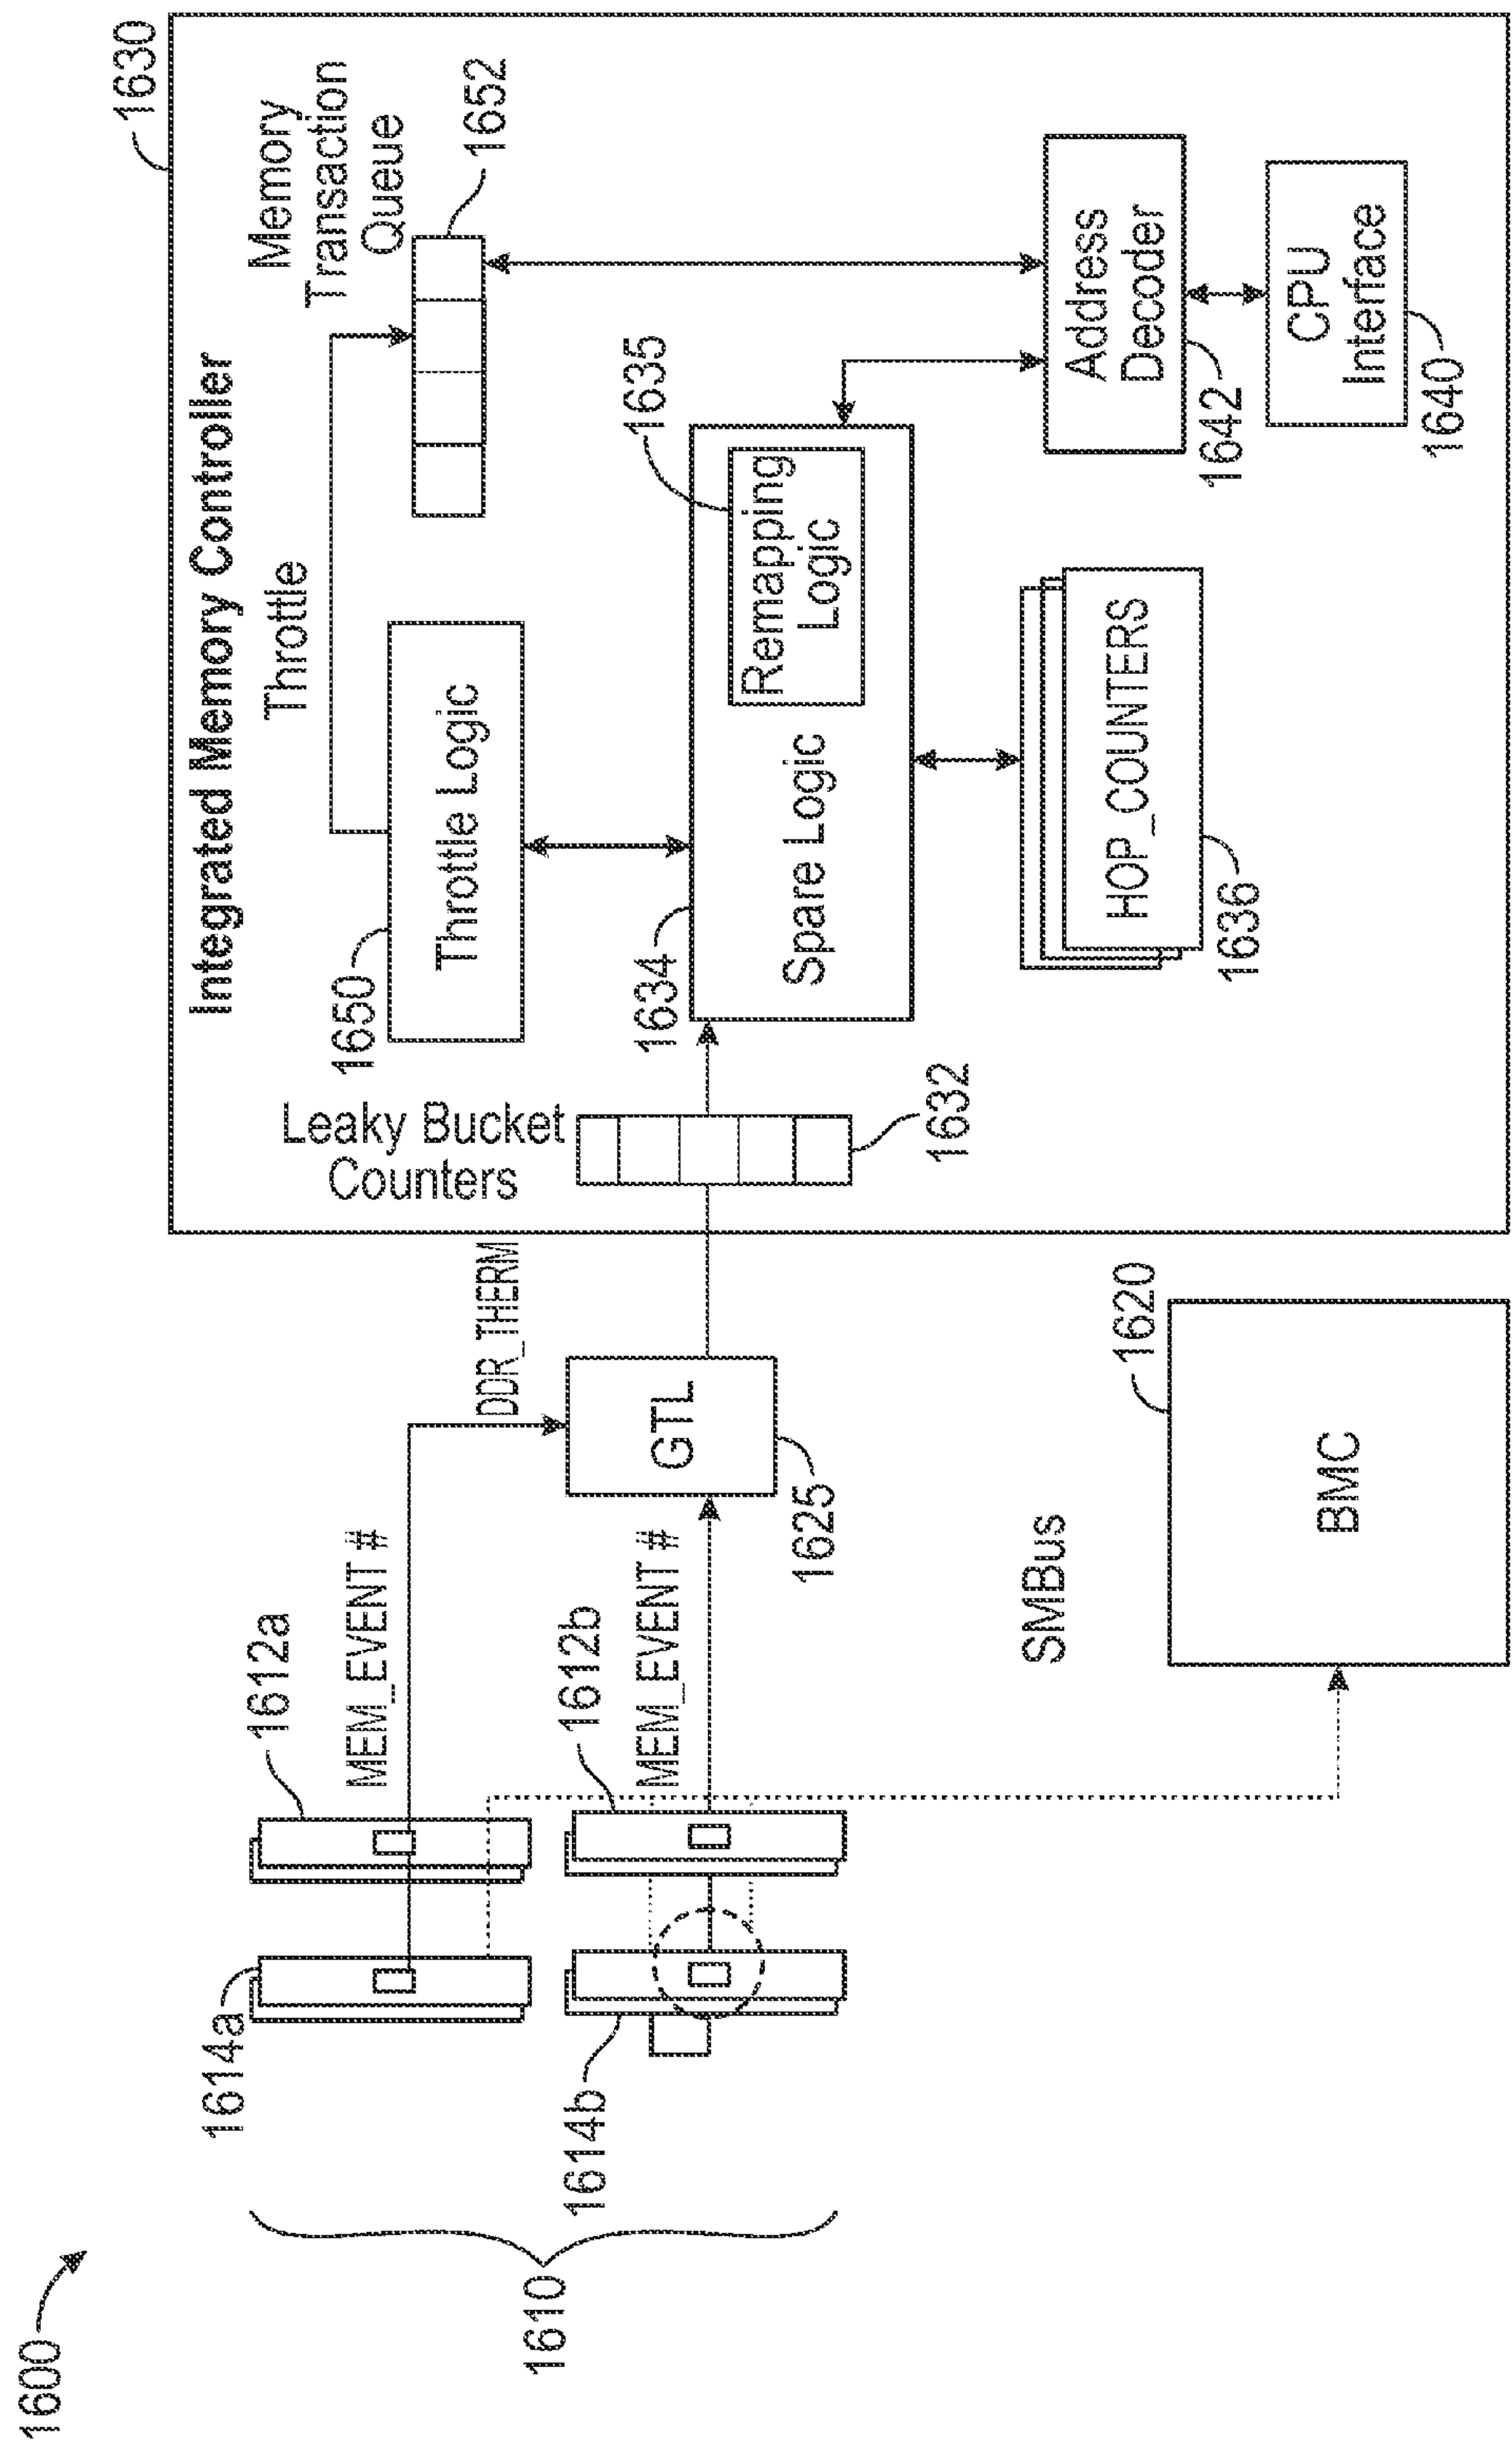 1600
1610
1614a
1612a
1614b
1612b
MEM_EVENT #
MEM_EVENT #
DDR_THERM
GTL
1625
SMBus
BMC
1620
1630
Integrated Memory Controller
Leaky Bucket
Counters
1632
Throttle
1650
Throttle Logic
Memory
Transaction
Queue
1652
1634
Spare Logic
1635
Remapping
Logic
HOP_COUNTERS
1636
Address
Decoder
1642
CPU
Interface
1640